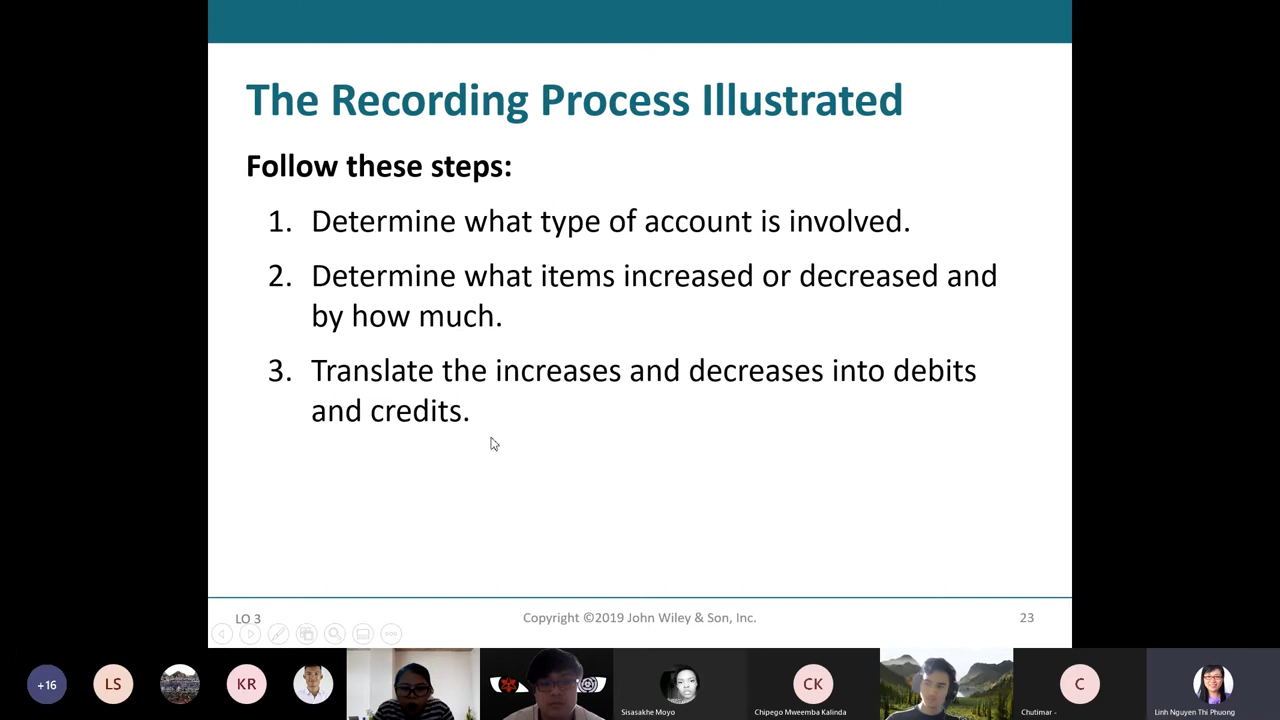 The Recording Process Illustrated
Follow these steps:
1. Determine what type of account is involved.
2. Determine what items increased or decreased and
by how much.
3. Translate the increases and decreases into debits
and credits.
LO 3
Copyright ©2019 John Wiley & Son, Inc.
23
+16
LS
KR
Sisasakhe Moyo
CK
Chipego Mweemba Kalinda
C
Chutimar -
Linh Nguyen Thi Phuong